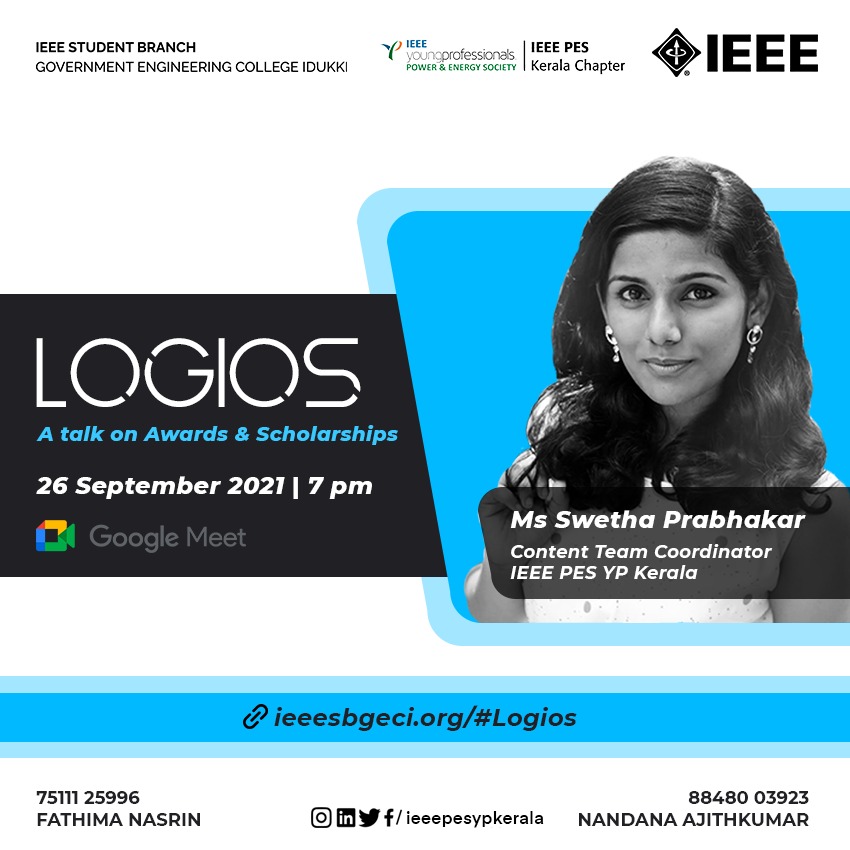 IEEE STUDENT BRANCH
GOVERNMENT ENGINEERING COLLEGE IDUKKI
IEEE
youngprofessionals
POWER & ENERGY SOCIETY
IEEE PES
Kerala Chapter
IEEE
LOGIOS
A talk on Awards & Scholarships
26 September 2021 | 7 pm
Google Meet
Ms Swetha Prabhakar
Content Team Coordinator
IEEE PES YP Kerala
ieeesbgeci.org/#Logios
75111 25996
FATHIMA NASRIN
/ieeepesypkerala
88480 03923
NANDANA AJITHKUMAR